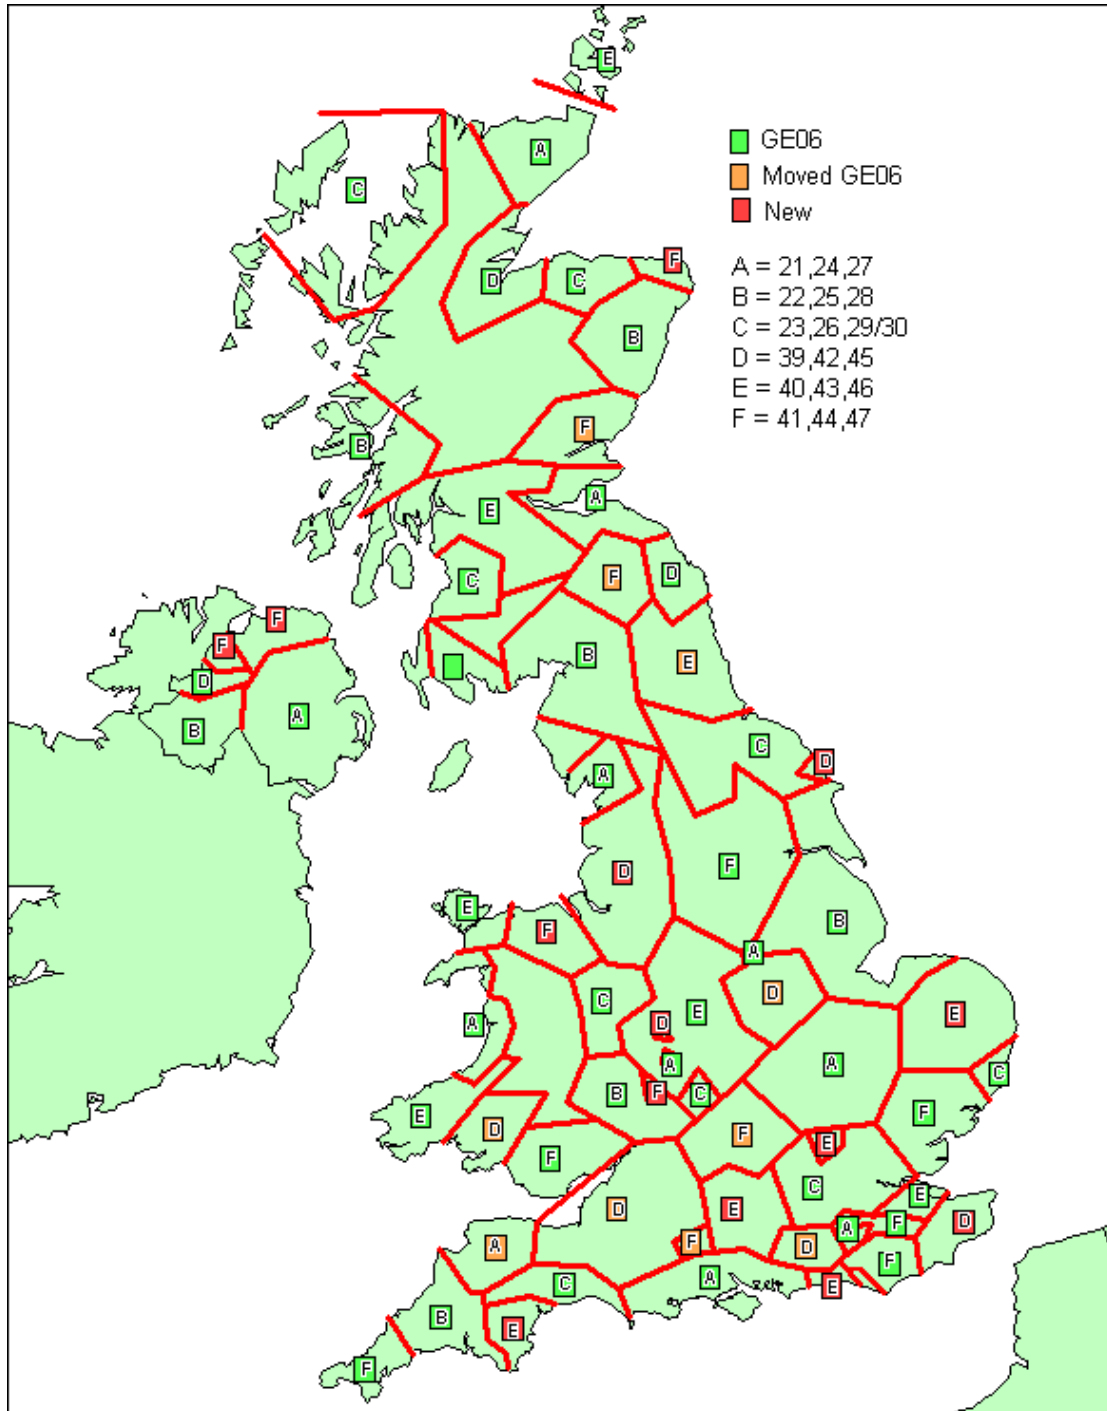 E
A
GE06
C
Moved GE06
New
F
A = 21,24,27
D
C
B = 22,25,28
C = 23,26,29/30
B
D = 39,42,45
E = 40,43,46
F = 41,44,47
F
B
A
E
F
D
C
F
F
B
E
D
A
B
C
D
A
F
D
E
B
F
A
D
C
E
E
D
A
A
C
A
F
C
B
F
E
D
F
E
F
C
E
D
E
F
D
A
F
D
A
D
F
A
C
E
B
E
F